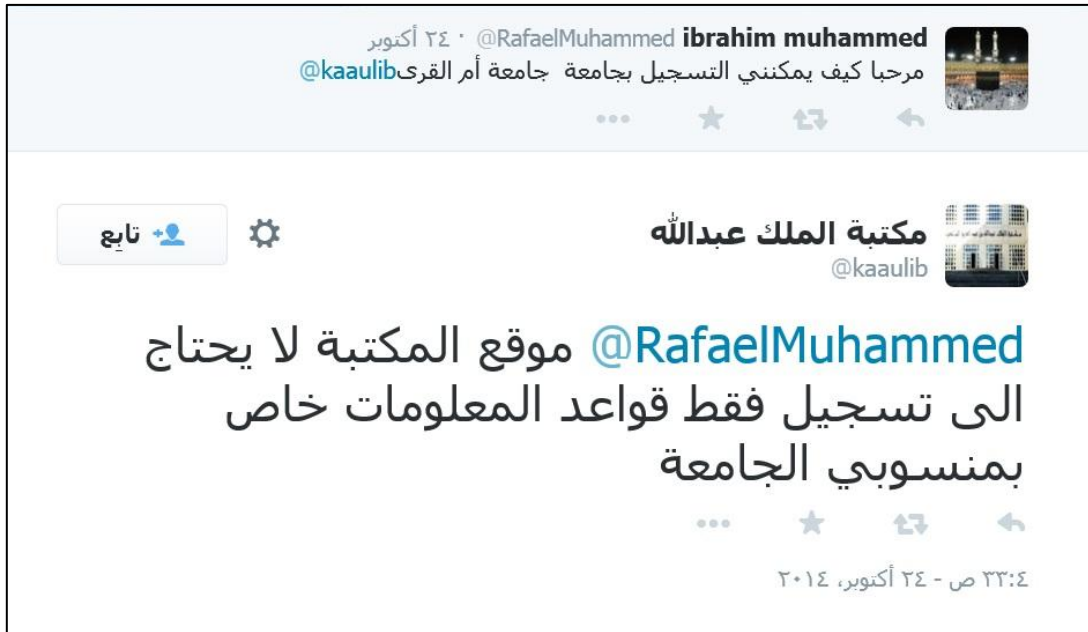 ibrahim muhammed @RafaelMuhammed · ٢٤ أكتوبر
مرحبا كيف يمكنني التسجيل بجامعة جامعة أم القرى@kaaulib
مكتبة الملك عبدالله
@kaaulib
تابِع
@RafaelMuhammed موقع المكتبة لا يحتاج
الى تسجيل فقط قواعد المعلومات خاص
بمنسوبي الجامعة
٣٣:٤ ص - ٢٤ أكتوبر، ٢٠١٤